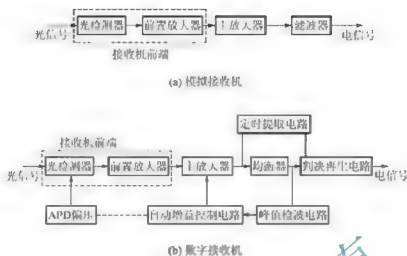 光信号 光检测器 前置放大器 主放大器 滤波器 电信号
接收机前端
(a) 模拟接收机
定时提取电路
接收机前端
光信号 光检测器 前置放大器 主放大器 均衡器 判决再生电路 电信号
APD偏压 自动增益控制电路 峰值检波电路
(b) 数字接收机